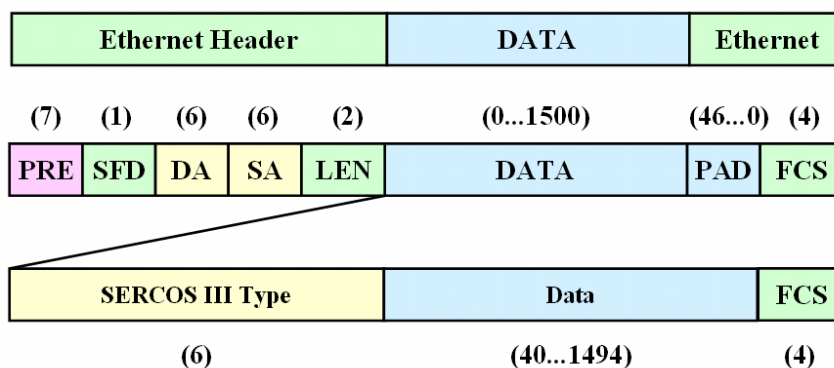 Ethernet Header DATA Ethernet
(7) (1) (6) (6) (2) (0...1500) (46...0) (4)
PRE SFD DA SA LEN DATA PAD FCS
SERCOS III Type Data FCS
(6) (40...1494) (4)